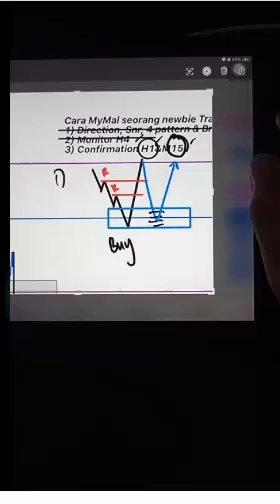 Cara MyMal seorang newbie Tra
1) Direction, Snr, 4 pattern & Br
2) Monitor H4
3) Confirmation H1&M15
1)
R
R
Buy